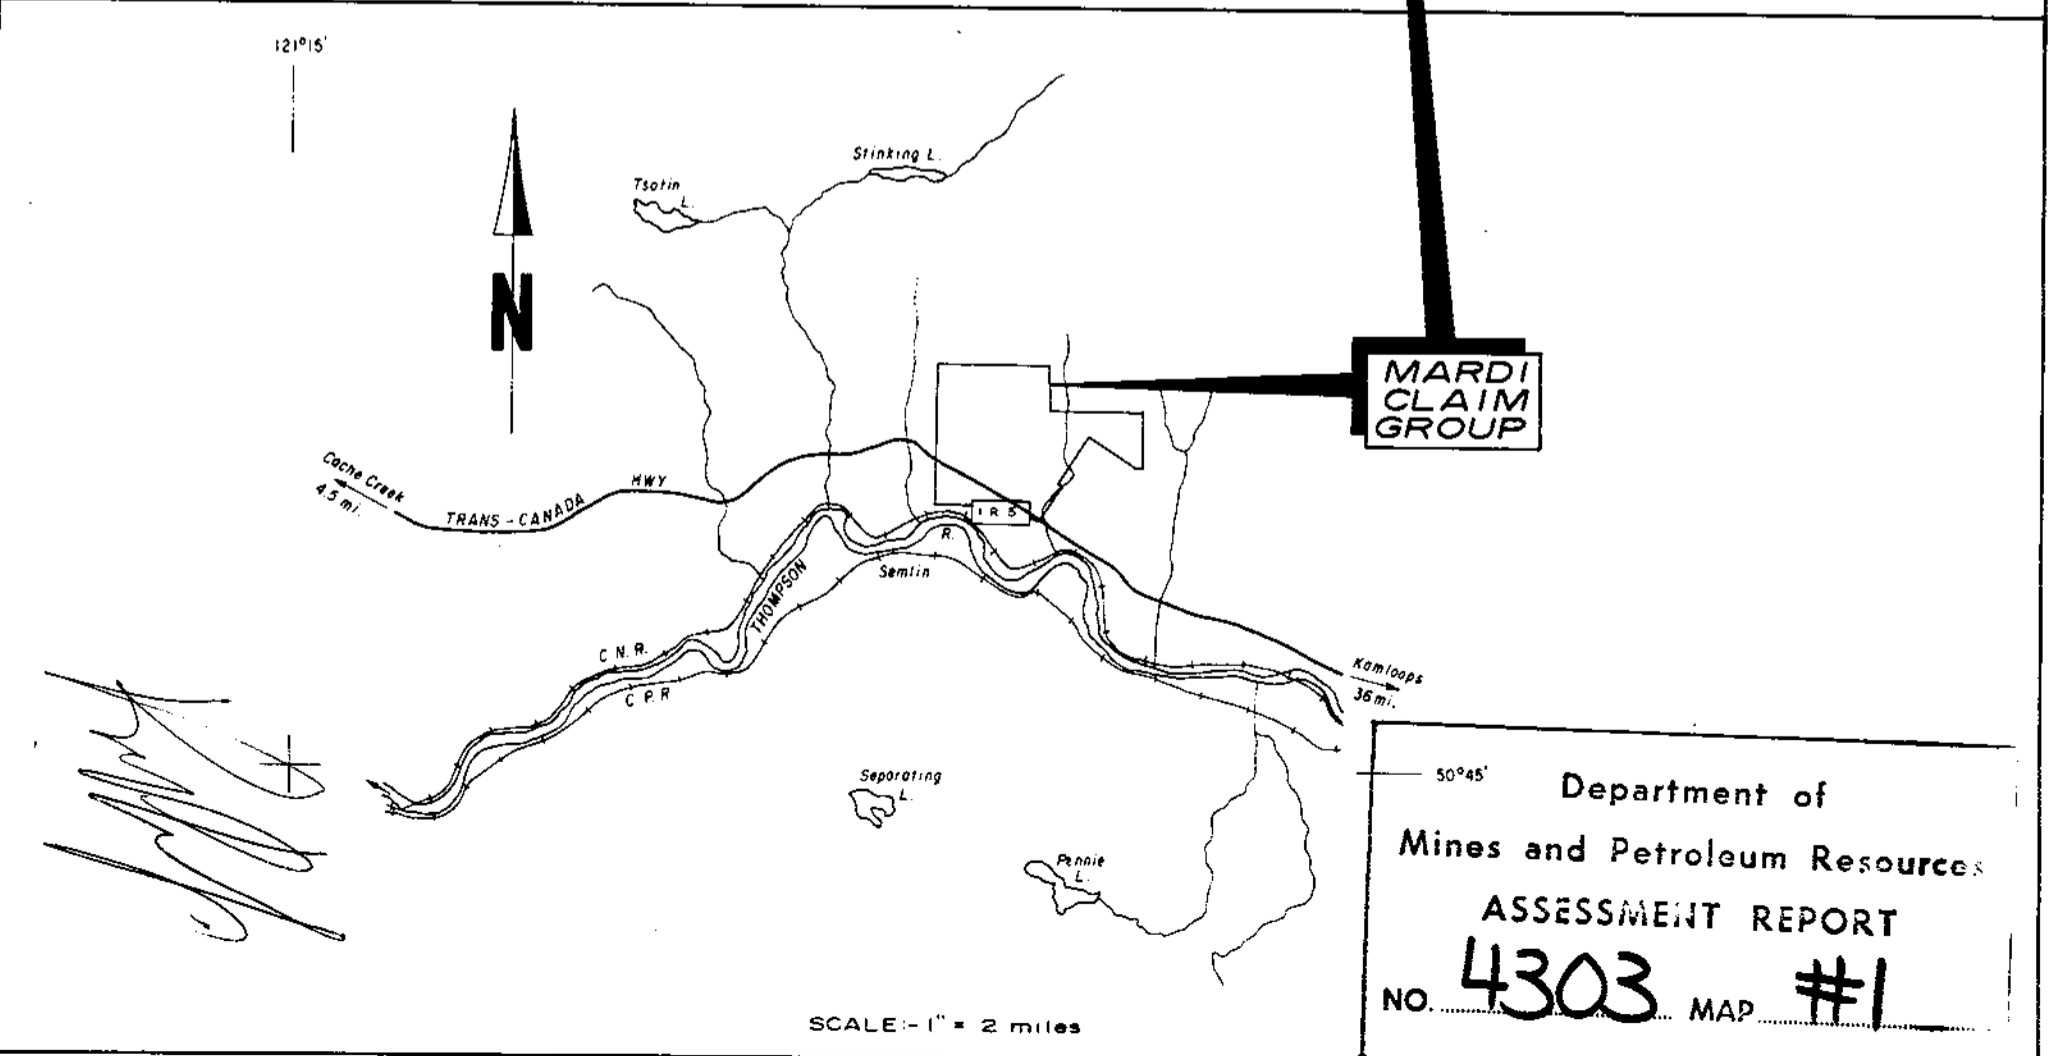 121°15'
Stinking L.
Tsotin
L.
N
MARDI
CLAIM
GROUP
Cache Creek
4.5 mi.
TRANS-CANADA HWY
I R 5
R.
Semlin
THOMPSON
C.N.R.
C.P.R
Kamloops
36 mi.
50°45'
Separating
L.
Pennie
L.
Department of
Mines and Petroleum Resources
ASSESSMENT REPORT
NO. 4303 MAP #1
SCALE:- 1" = 2 miles